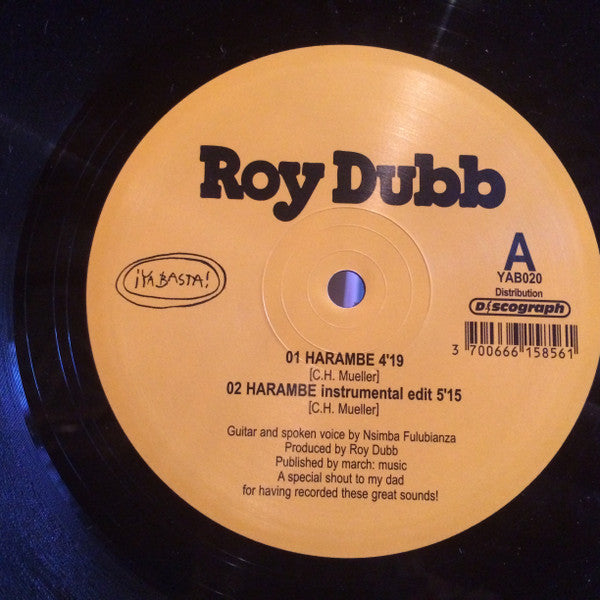 Roy Dubb
¡YA BASTA!
A
YAB020
Distribution
Discograph
3 700666 158561
01 HARAMBE 4'19
[C.H. Mueller]
02 HARAMBE instrumental edit 5'15
[C.H. Mueller]
Guitar and spoken voice by Nsimba Fulubianza
Produced by Roy Dubb
Published by march: music
A special shout to my dad
for having recorded these great sounds!